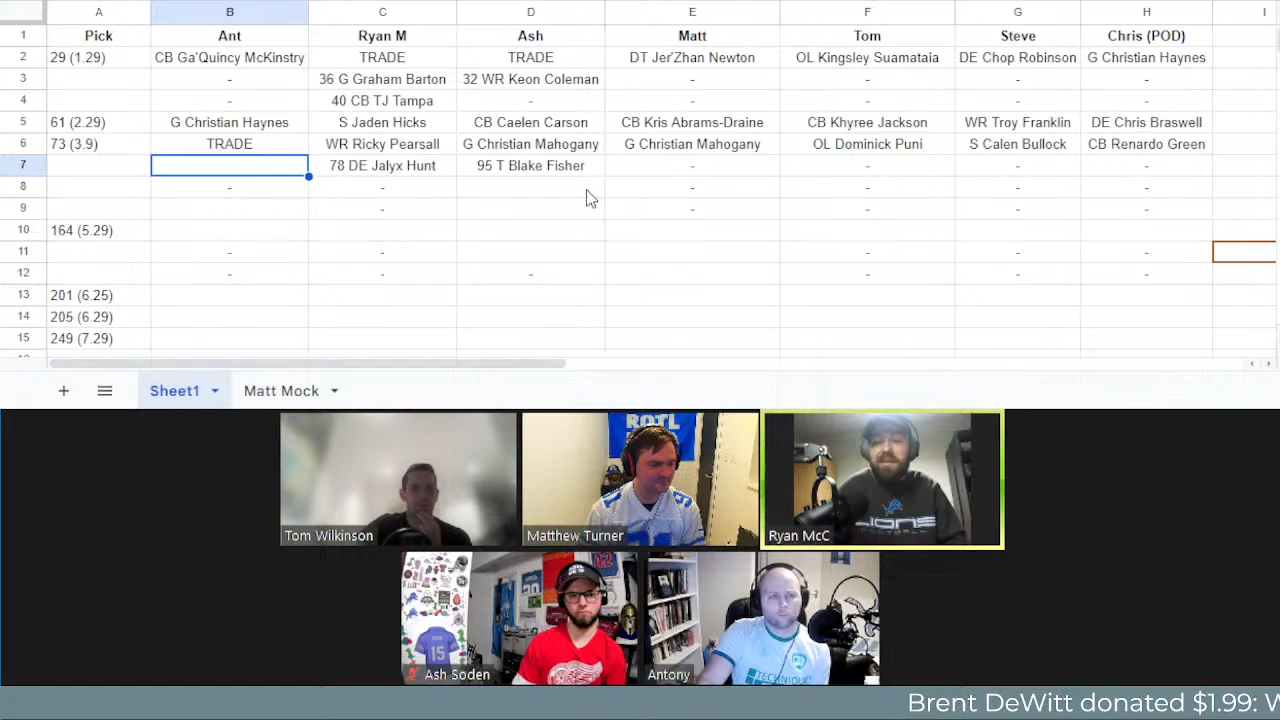 A B C D E F G H I
1 Pick Ant Ryan M Ash Matt Tom Steve Chris (POD)
2 29 (1.29) CB Ga'Quincy McKinstry TRADE TRADE DT Jer'Zhan Newton OL Kingsley Suamataia DE Chop Robinson G Christian Haynes
3 - 36 G Graham Barton 32 WR Keon Coleman - - - -
4 - 40 CB TJ Tampa - - - - -
5 61 (2.29) G Christian Haynes S Jaden Hicks CB Caelen Carson CB Kris Abrams-Draine CB Khyree Jackson WR Troy Franklin DE Chris Braswell
6 73 (3.9) TRADE WR Ricky Pearsall G Christian Mahogany G Christian Mahogany OL Dominick Puni S Calen Bullock CB Renardo Green
7 78 DE Jalyx Hunt 95 T Blake Fisher - - - -
8 - - - - - -
9 - - - - -
10 164 (5.29)
11 - - - - -
12 - - - - - -
13 201 (6.25)
14 205 (6.29)
15 249 (7.29)
Sheet1 Matt Mock
ROTL
LIONS
Tom Wilkinson Matthew Turner Ryan McC
15
TECHNIQUE
Ash Soden Antony
Brent DeWitt donated $1.99: W